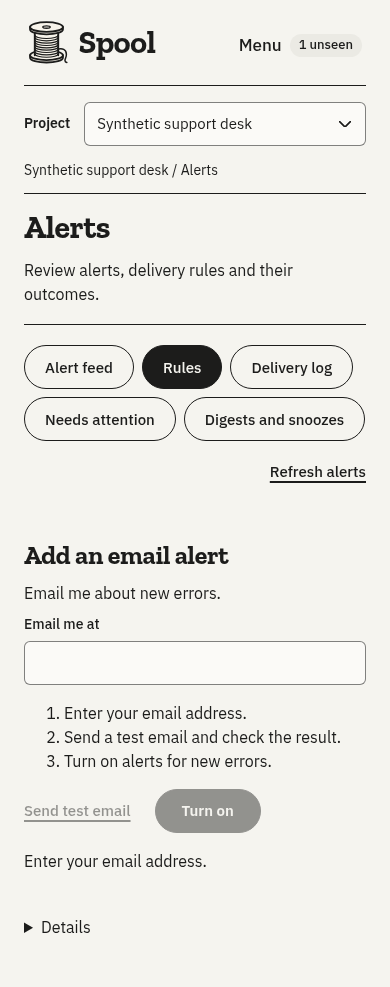 Spool
Menu 1 unseen
Project Synthetic support desk
Synthetic support desk / Alerts
Alerts
Review alerts, delivery rules and their
outcomes.
Alert feed Rules Delivery log
Needs attention Digests and snoozes
Refresh alerts
Add an email alert
Email me about new errors.
Email me at
1. Enter your email address.
2. Send a test email and check the result.
3. Turn on alerts for new errors.
Send test email Turn on
Enter your email address.
Details